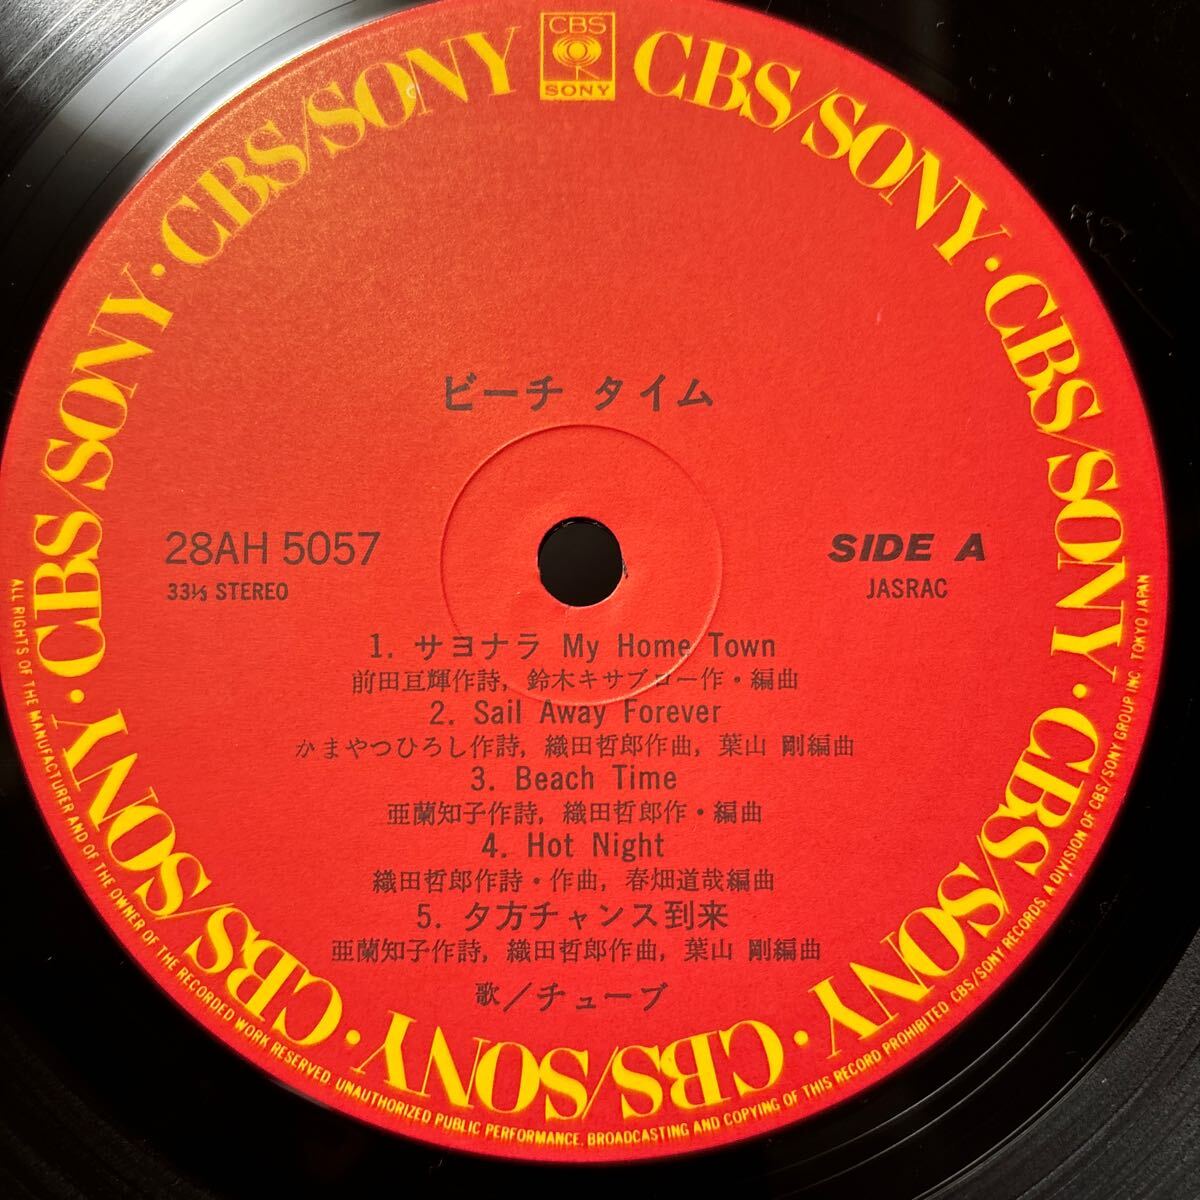 CBS
SONY
CBS/SONY · CBS/SONY · CBS/SONY · CBS/SONY · CBS/SONY · CBS/SONY · CBS/SONY · CBS/SONY
ビーチ タイム
28AH 5057
33⅓ STEREO
SIDE A
JASRAC
1. サヨナラ My Home Town
前田亘輝作詩, 鈴木キサブロー作・編曲
2. Sail Away Forever
かまやつひろし作詩, 織田哲郎作曲, 葉山 剛編曲
3. Beach Time
亜蘭知子作詩, 織田哲郎作・編曲
4. Hot Night
織田哲郎作詩・作曲, 春畑道哉編曲
5. 夕方チャンス到来
亜蘭知子作詩, 織田哲郎作曲, 葉山 剛編曲
歌／チューブ
ALL RIGHTS OF THE MANUFACTURER AND OF THE OWNER OF THE RECORDED WORK RESERVED. UNAUTHORIZED PUBLIC PERFORMANCE, BROADCASTING AND COPYING OF THIS RECORD PROHIBITED. CBS/SONY RECORDS, A DIVISION OF CBS/SONY GROUP INC. TOKYO JAPAN